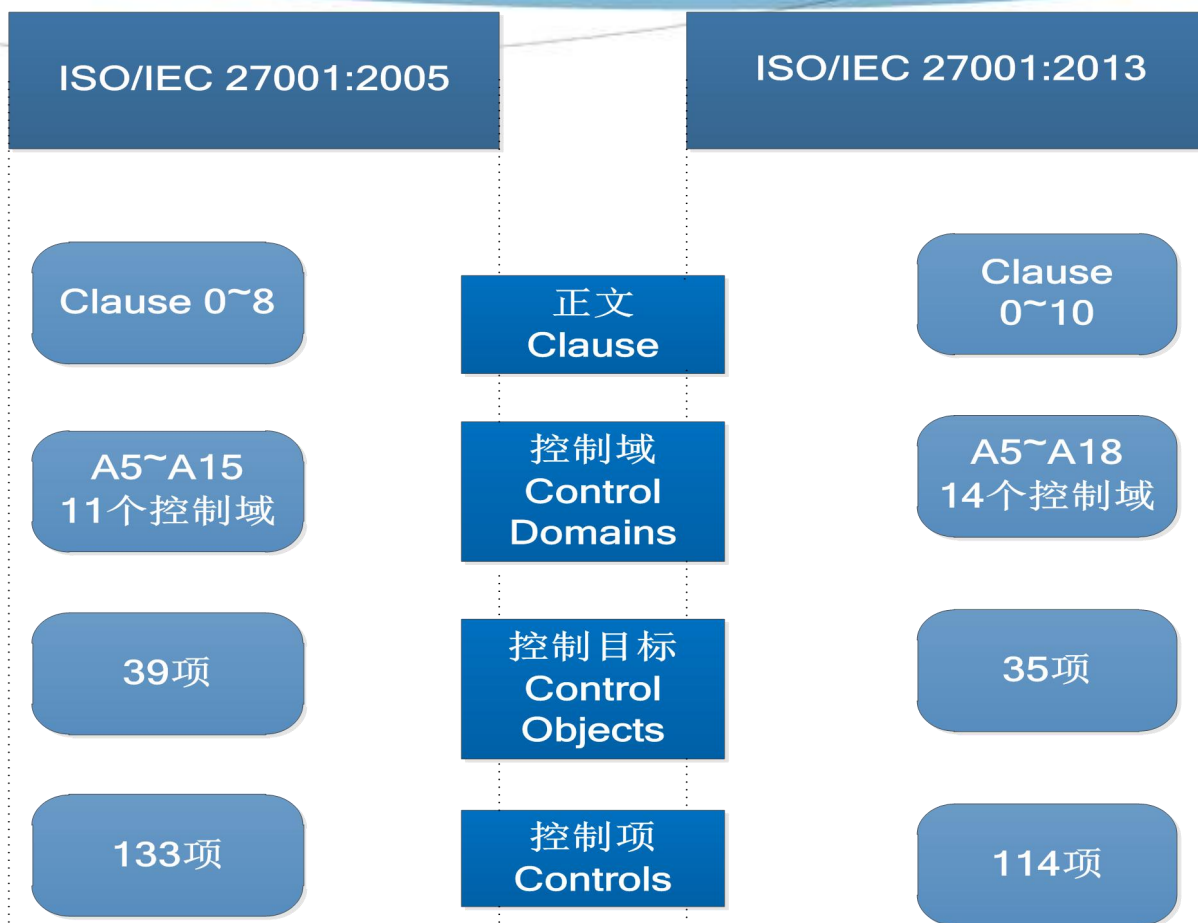 ISO/IEC 27001:2005
ISO/IEC 27001:2013
Clause 0~8
正文
Clause
Clause
0~10
A5~A15
11个控制域
控制域
Control
Domains
A5~A18
14个控制域
39项
控制目标
Control
Objects
35项
133项
控制项
Controls
114项